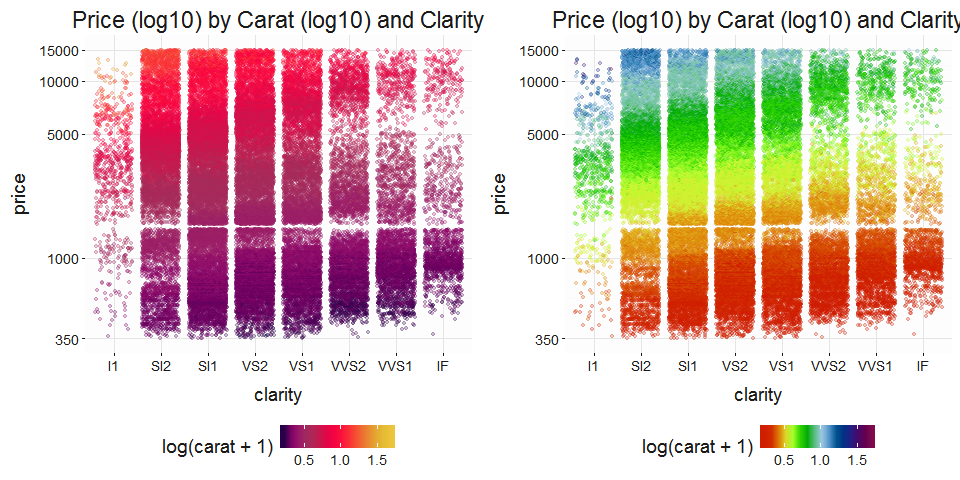 Price (log10) by Carat (log10) and Clarity
price
15000
10000
5000
1000
350
I1 SI2 SI1 VS2 VS1 VVS2 VVS1 IF
clarity
log(carat + 1)
0.5 1.0 1.5
Price (log10) by Carat (log10) and Clarity
price
15000
10000
5000
1000
350
I1 SI2 SI1 VS2 VS1 VVS2 VVS1 IF
clarity
log(carat + 1)
0.5 1.0 1.5